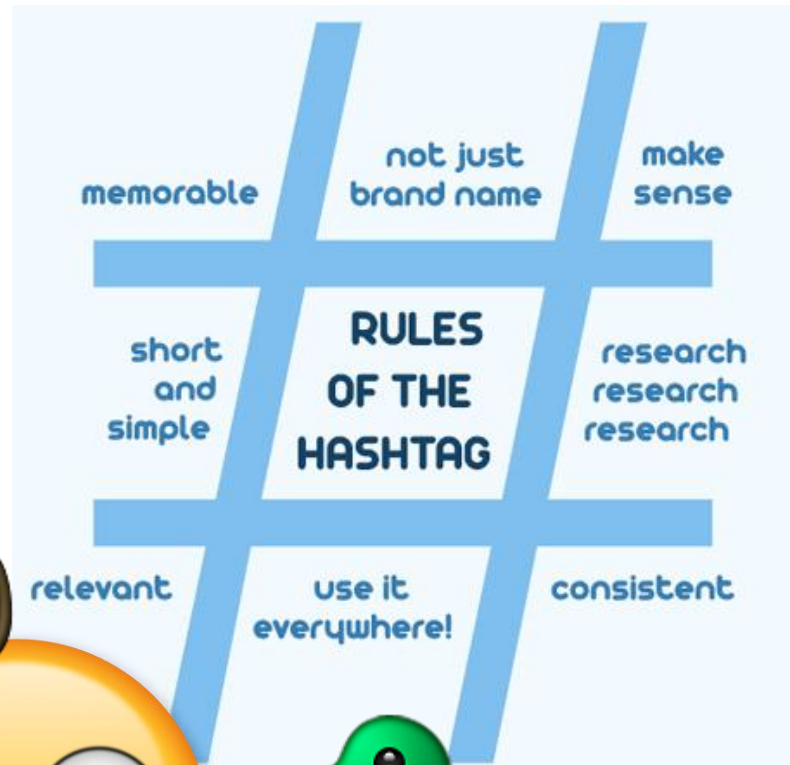 memorable
not just
brand name
make
sense
short
and
simple
RULES
OF THE
HASHTAG
research
research
research
relevant
use it
everywhere!
consistent